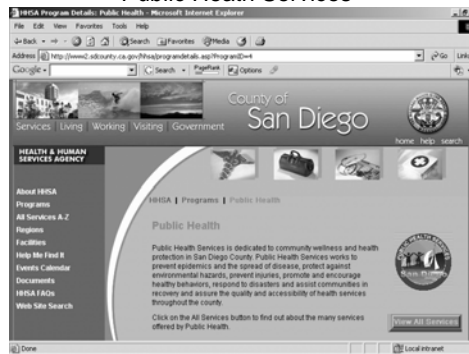 Public Health Services
HHSA Program Details: Public Health - Microsoft Internet Explorer
File Edit View Favorites Tools Help
Back Search Favorites Media
Address http://www2.sdcounty.ca.gov/hhsa/programdetails.asp?ProgramID=4 Go Links
Google Search PageRank Options
County of
San Diego
Services Living Working Visiting Government
home help search
HEALTH & HUMAN
SERVICES AGENCY
About HHSA
Programs
All Services A-Z
Regions
Facilities
Help Me Find It
Events Calendar
Documents
HHSA FAQs
Web Site Search
HHSA | Programs | Public Health
Public Health
Public Health Services is dedicated to community wellness and health
protection in San Diego County. Public Health Services works to
prevent epidemics and the spread of disease, protect against
environmental hazards, prevent injuries, promote and encourage
healthy behaviors, respond to disasters and assist communities in
recovery and assure the quality and accessibility of health services
throughout the county.
Click on the All Services button to find out about the many services
offered by Public Health.
San Diego
View All Services
Done Local intranet